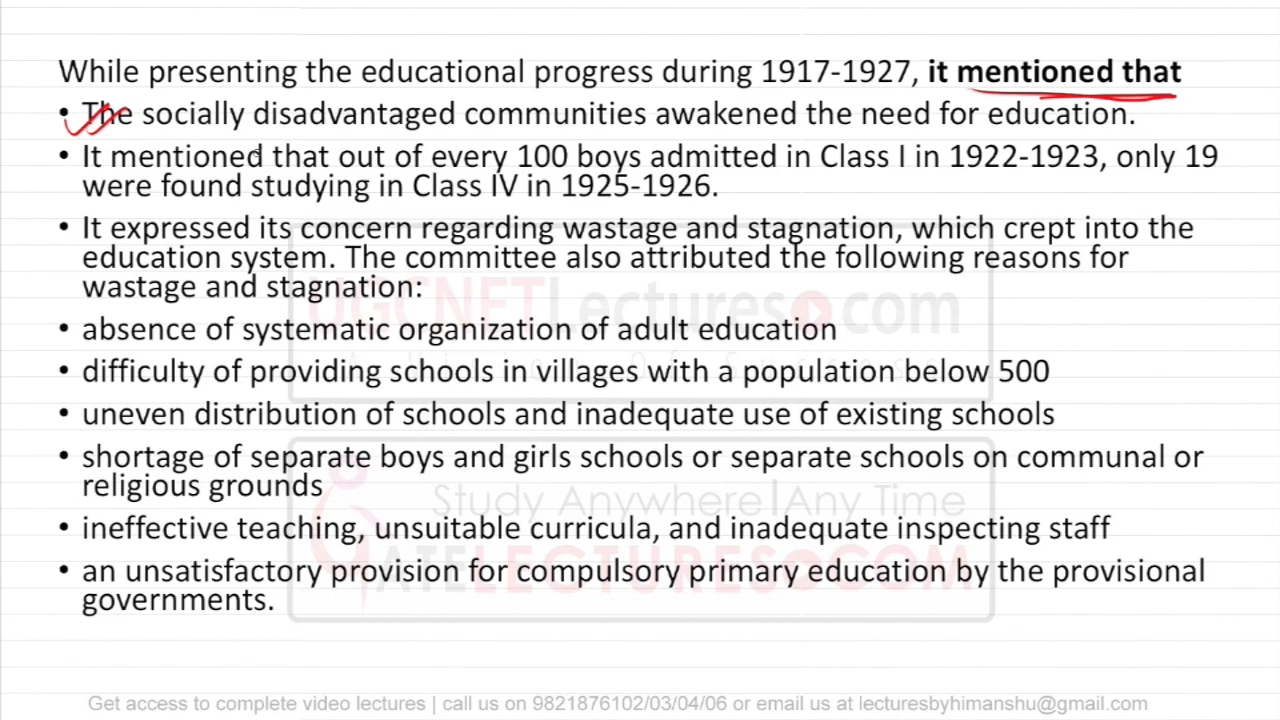 While presenting the educational progress during 1917-1927, it mentioned that
• The socially disadvantaged communities awakened the need for education.
• It mentioned that out of every 100 boys admitted in Class I in 1922-1923, only 19
were found studying in Class IV in 1925-1926.
• It expressed its concern regarding wastage and stagnation, which crept into the
education system. The committee also attributed the following reasons for
wastage and stagnation:
UGCNETLectures.com
• absence of systematic organization of adult education
• difficulty of providing schools in villages with a population below 500
• uneven distribution of schools and inadequate use of existing schools
• shortage of separate boys and girls schools or separate schools on communal or
religious grounds
Study Anywhere|Any Time
• ineffective teaching, unsuitable curricula, and inadequate inspecting staff
GATELECTURES.COM
• an unsatisfactory provision for compulsory primary education by the provisional
governments.
Get access to complete video lectures | call us on 9821876102/03/04/06 or email us at lecturesbyhimanshu@gmail.com